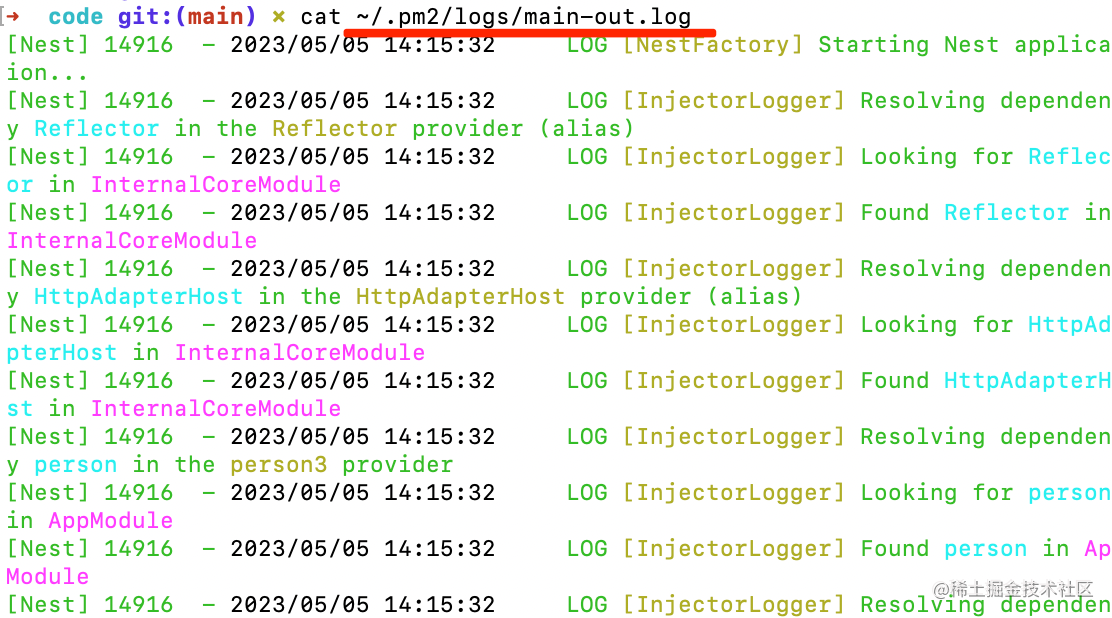 → code git:(main) × cat ~/.pm2/logs/main-out.log
[Nest] 14916  - 2023/05/05 14:15:32     LOG [NestFactory] Starting Nest applica
ion...
[Nest] 14916  - 2023/05/05 14:15:32     LOG [InjectorLogger] Resolving dependen
y Reflector in the Reflector provider (alias)
[Nest] 14916  - 2023/05/05 14:15:32     LOG [InjectorLogger] Looking for Reflec
or in InternalCoreModule
[Nest] 14916  - 2023/05/05 14:15:32     LOG [InjectorLogger] Found Reflector in
InternalCoreModule
[Nest] 14916  - 2023/05/05 14:15:32     LOG [InjectorLogger] Resolving dependen
y HttpAdapterHost in the HttpAdapterHost provider (alias)
[Nest] 14916  - 2023/05/05 14:15:32     LOG [InjectorLogger] Looking for HttpAd
pterHost in InternalCoreModule
[Nest] 14916  - 2023/05/05 14:15:32     LOG [InjectorLogger] Found HttpAdapterH
st in InternalCoreModule
[Nest] 14916  - 2023/05/05 14:15:32     LOG [InjectorLogger] Resolving dependen
y person in the person3 provider
[Nest] 14916  - 2023/05/05 14:15:32     LOG [InjectorLogger] Looking for person
in AppModule
[Nest] 14916  - 2023/05/05 14:15:32     LOG [InjectorLogger] Found person in Ap
Module
[Nest] 14916  - 2023/05/05 14:15:32     LOG [InjectorLogger] Resolving dependen
@稀土掘金技术社区